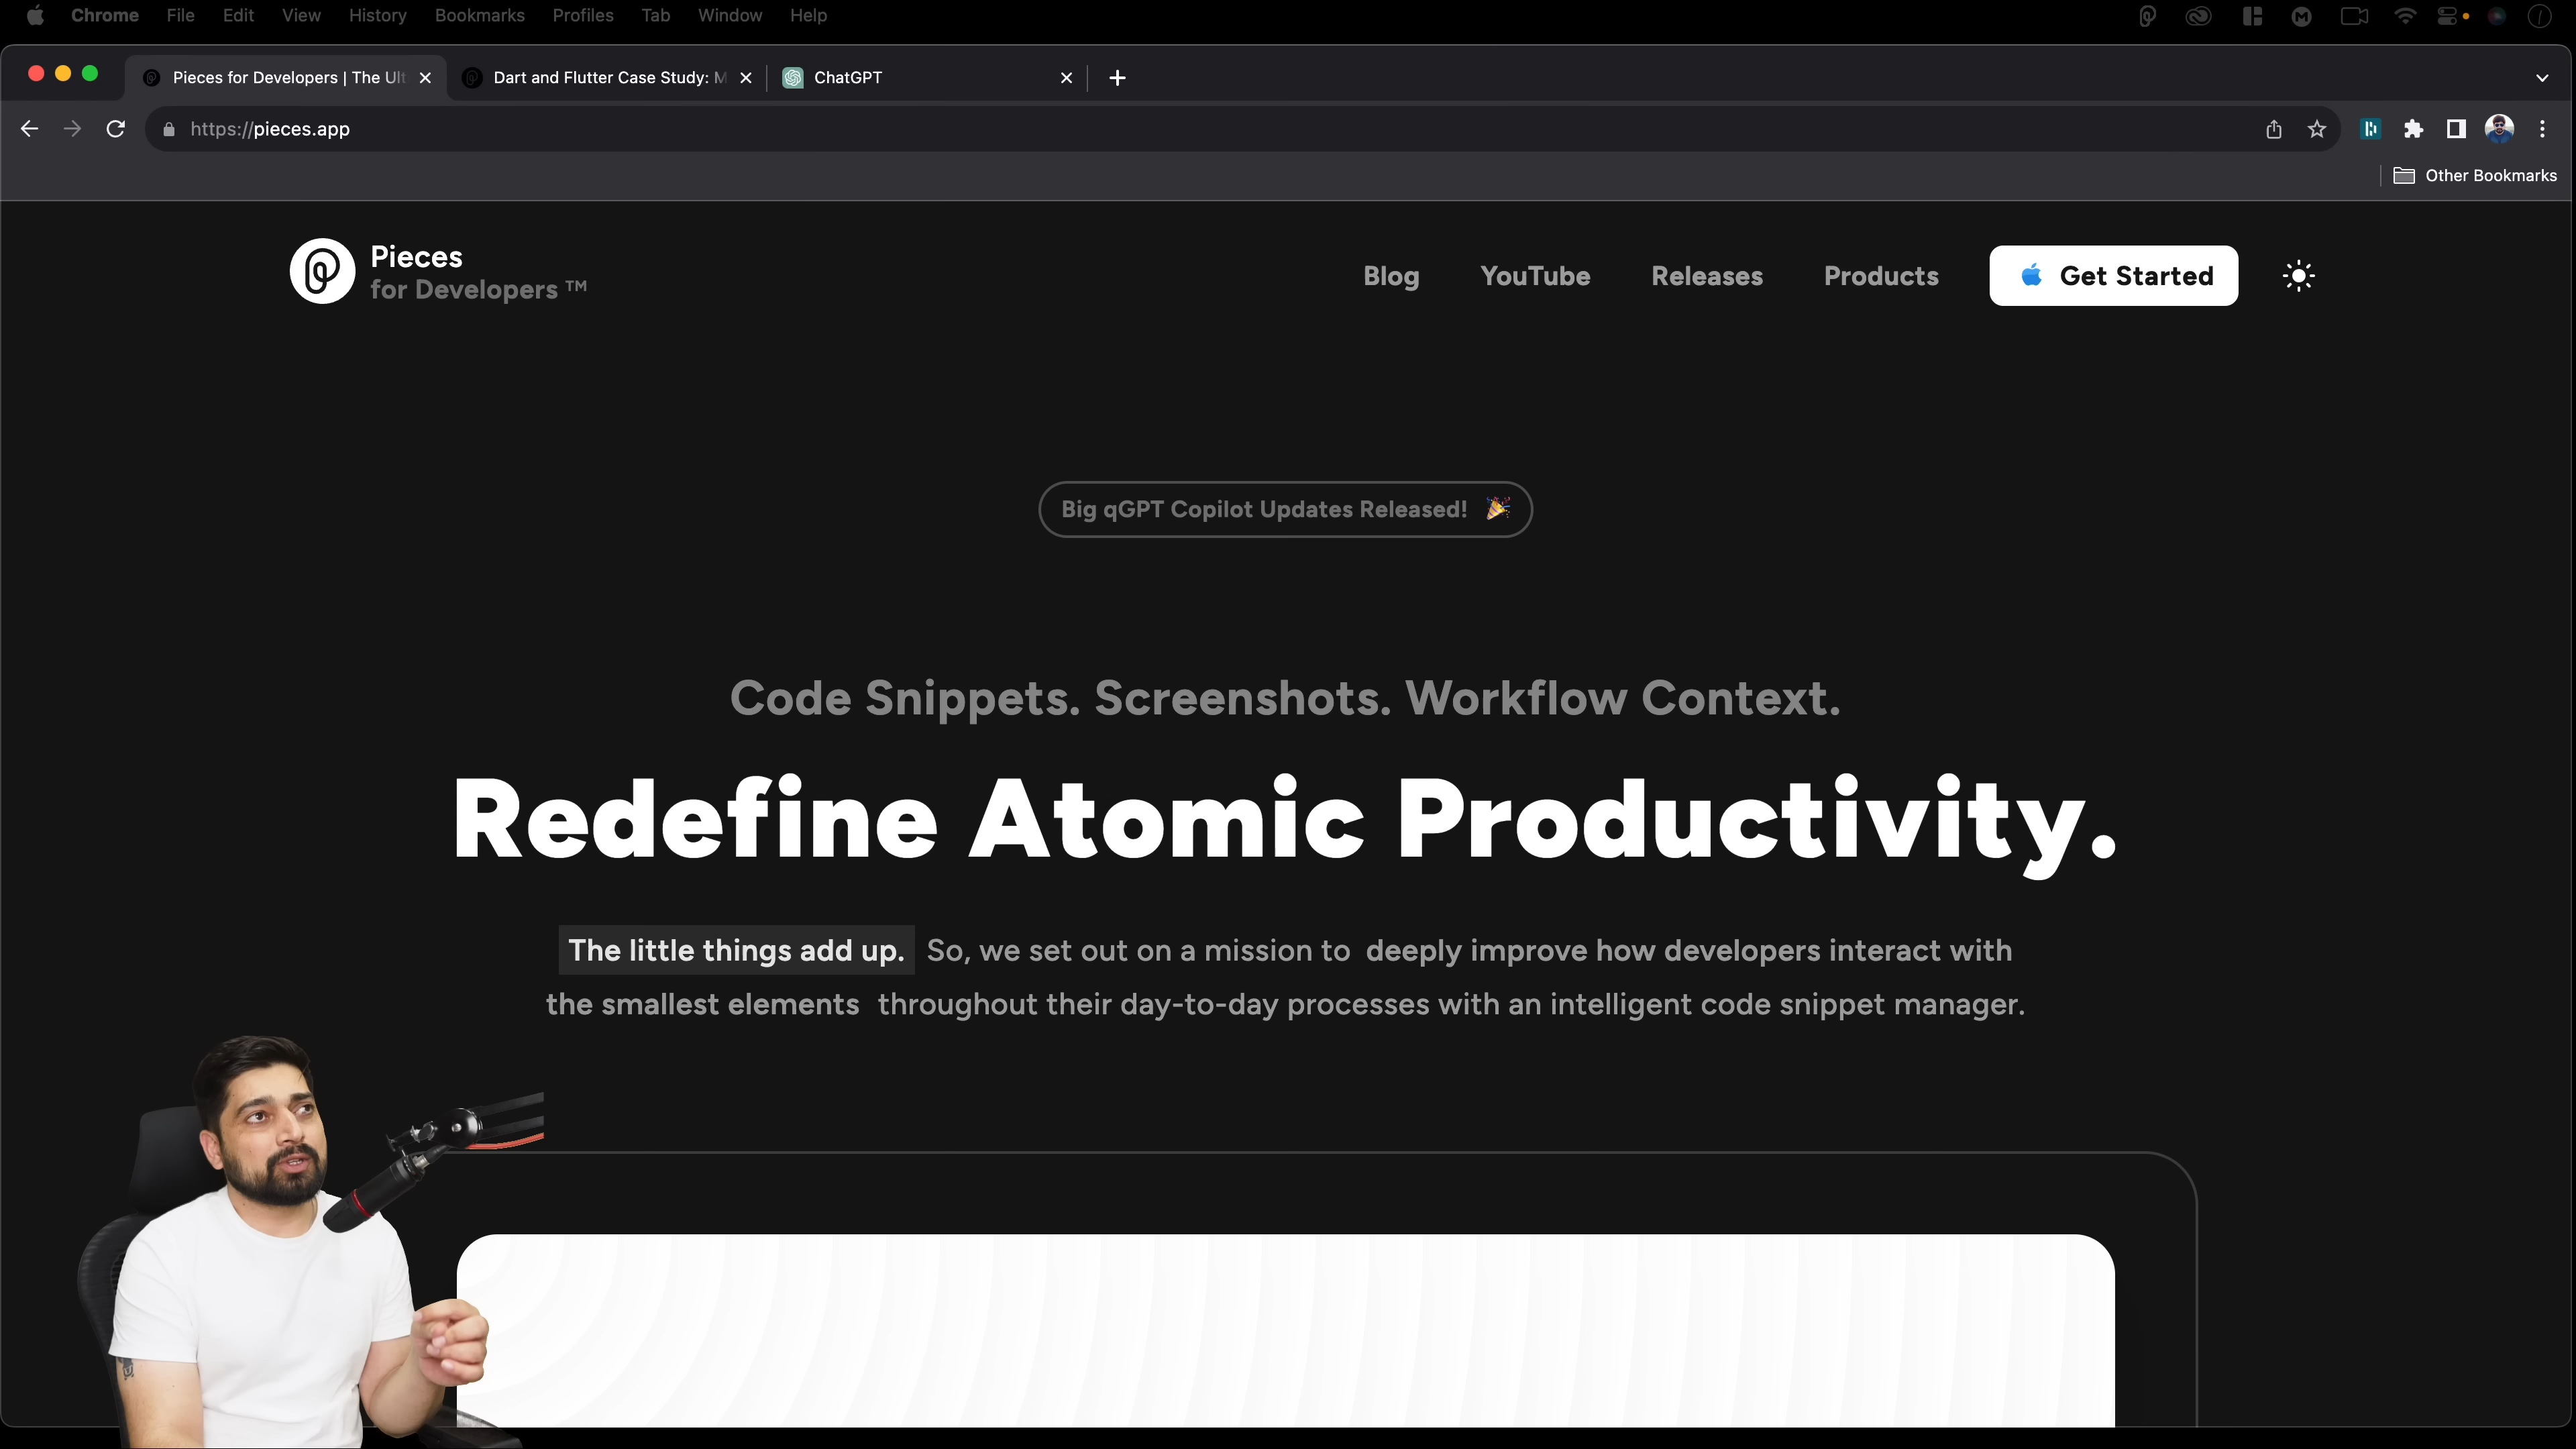 Chrome File Edit View History Bookmarks Profiles Tab Window Help
Pieces for Developers | The Ult
Dart and Flutter Case Study: M
ChatGPT
https://pieces.app
Other Bookmarks
Pieces
for Developers ™
Blog YouTube Releases Products Get Started
Big qGPT Copilot Updates Released! 🎉
Code Snippets. Screenshots. Workflow Context.
Redefine Atomic Productivity.
The little things add up. So, we set out on a mission to deeply improve how developers interact with
the smallest elements throughout their day-to-day processes with an intelligent code snippet manager.